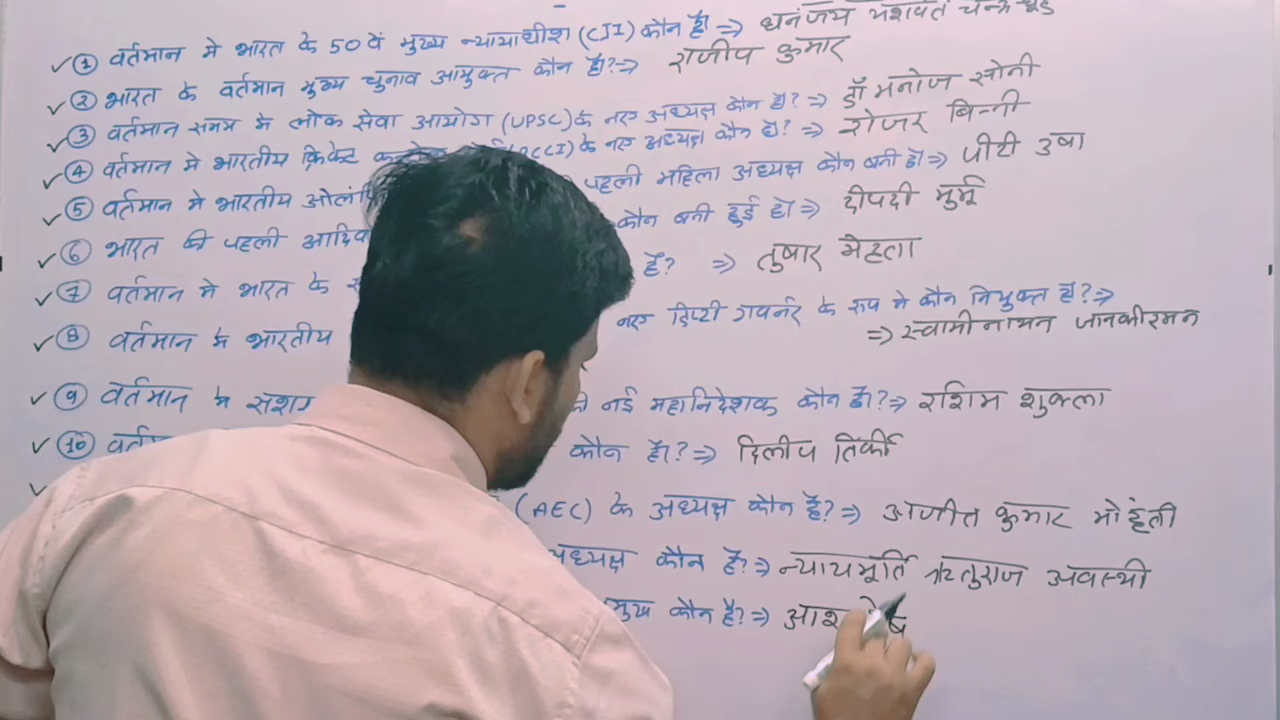 ① वर्तमान मे भारत के 50 वें मुख्य न्यायाधीश (CJI) कौन है। ⇒ धनंजय यशवंत चन्द्रचूड
② भारत के वर्तमान मुख्य चुनाव आयुक्त कौन है।?⇒ राजीव कुमार
③ वर्तमान समय मे लोक सेवा आयोग (UPSC) के नए अध्यक्ष कौन है? ⇒ डॉ मनोज सोनी
④ वर्तमान मे भारतीय क्रिकेट के नए अध्यक्ष कौन है? ⇒ रोजर बिन्नी
⑤ वर्तमान मे भारतीय पहली महिला अध्यक्ष कौन बनी है।⇒ पीटी उषा
⑥ भारत की पहली कौन बनी हुई है।⇒ द्रौपदी मुर्मू
⑦ वर्तमान मे भारत के है? ⇒ तुषार मेहता
⑧ वर्तमान मे भारतीय नए डिप्टी गवर्नर के रूप मे कौन नियुक्त है?⇒
⇒ स्वामीनाथन जानकीरमन
⑨ वर्तमान मे नई महानिदेशक कौन है।?⇒ रशिम शुक्ला
⑩ कौन है।?⇒ दिलीप तिर्की
(AEC) के अध्यक्ष कौन है?⇒ अजीत कुमार मोहंती
अध्यक्ष कौन है?⇒ न्यायमूर्ति ऋतुराज अवस्थी
कौन है?⇒